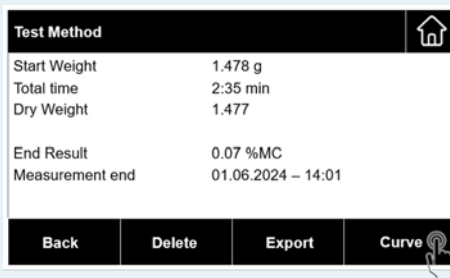 Test Method
Start Weight 1.478 g
Total time 2:35 min
Dry Weight 1.477
End Result 0.07 %MC
Measurement end 01.06.2024 – 14:01
Back Delete Export Curve